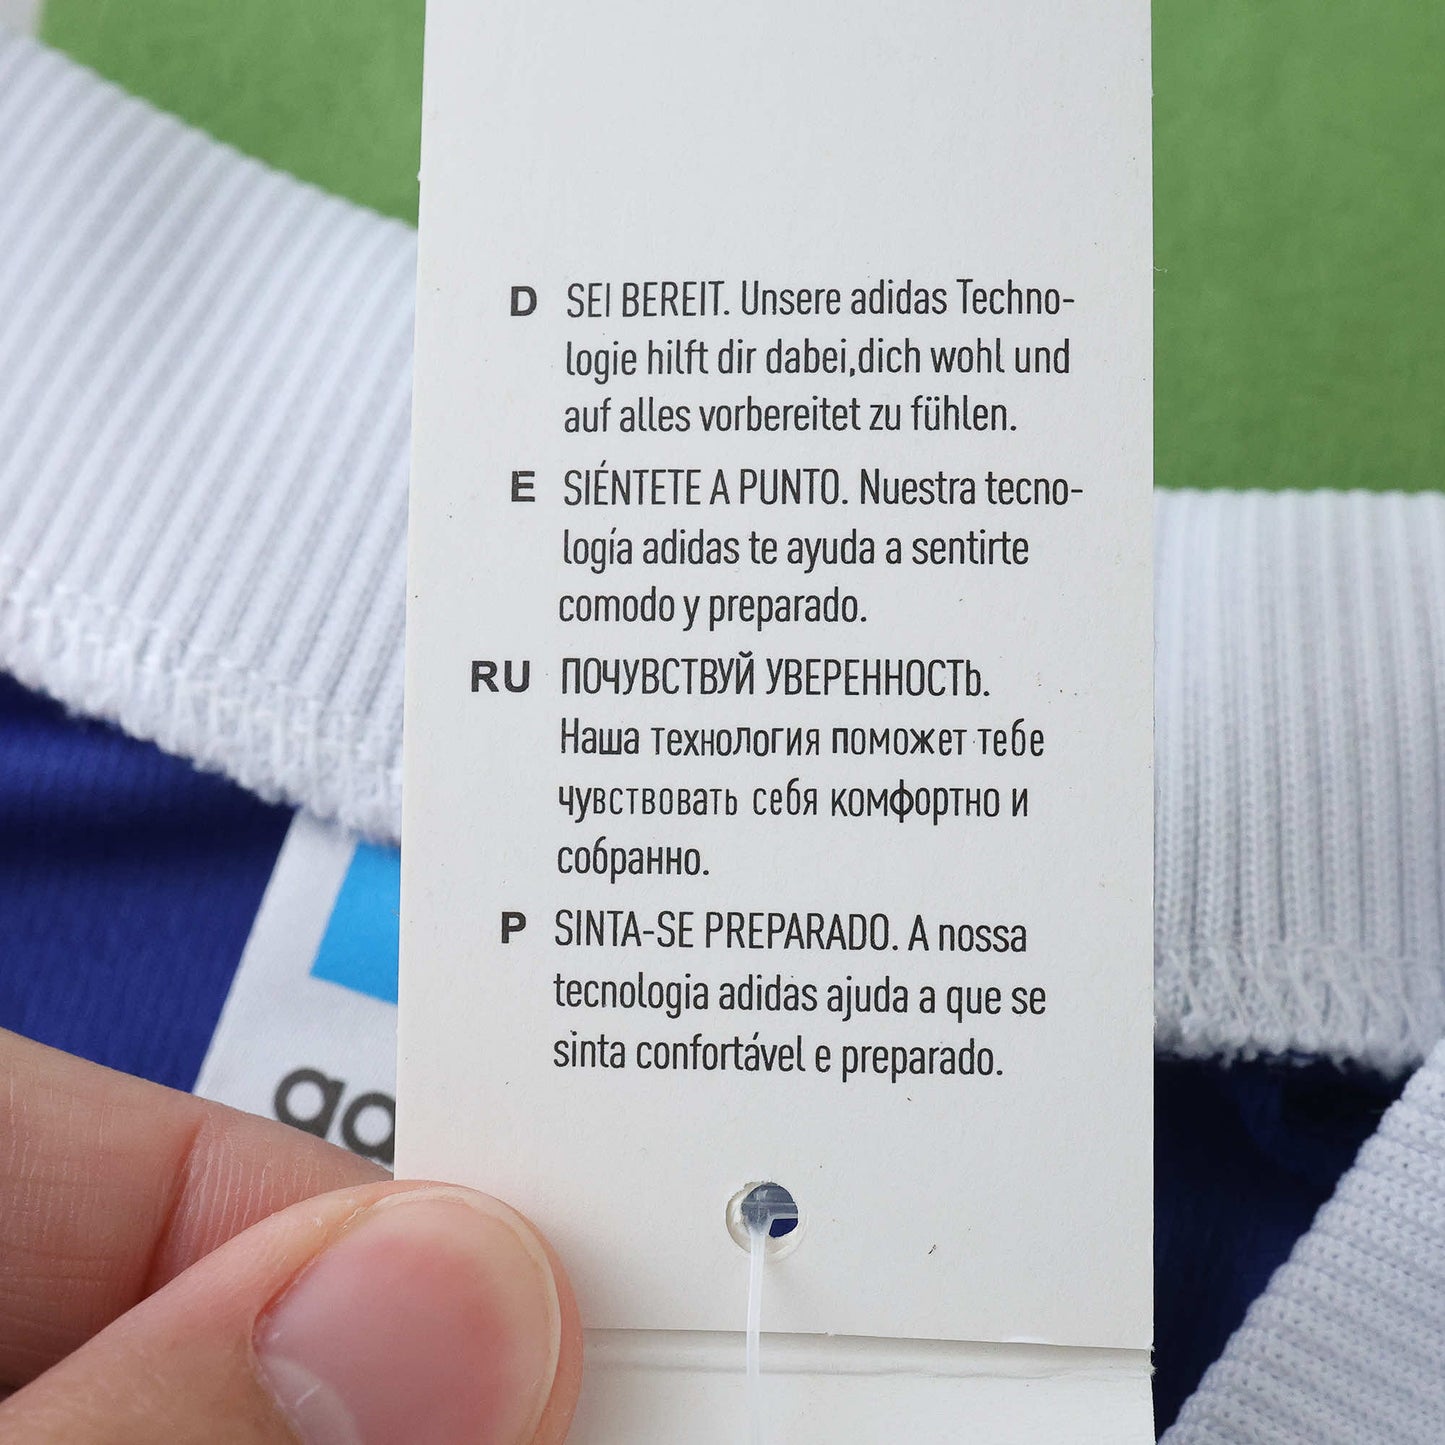 D SEI BEREIT. Unsere adidas Techno-
logie hilft dir dabei,dich wohl und
auf alles vorbereitet zu fühlen.
E SIÉNTETE A PUNTO. Nuestra tecno-
logía adidas te ayuda a sentirte
comodo y preparado.
RU ПОЧУВСТВУЙ УВЕРЕННОСТЬ.
Наша технология поможет тебе
чувствовать себя комфортно и
собранно.
P SINTA-SE PREPARADO. A nossa
tecnologia adidas ajuda a que se
sinta confortável e preparado.